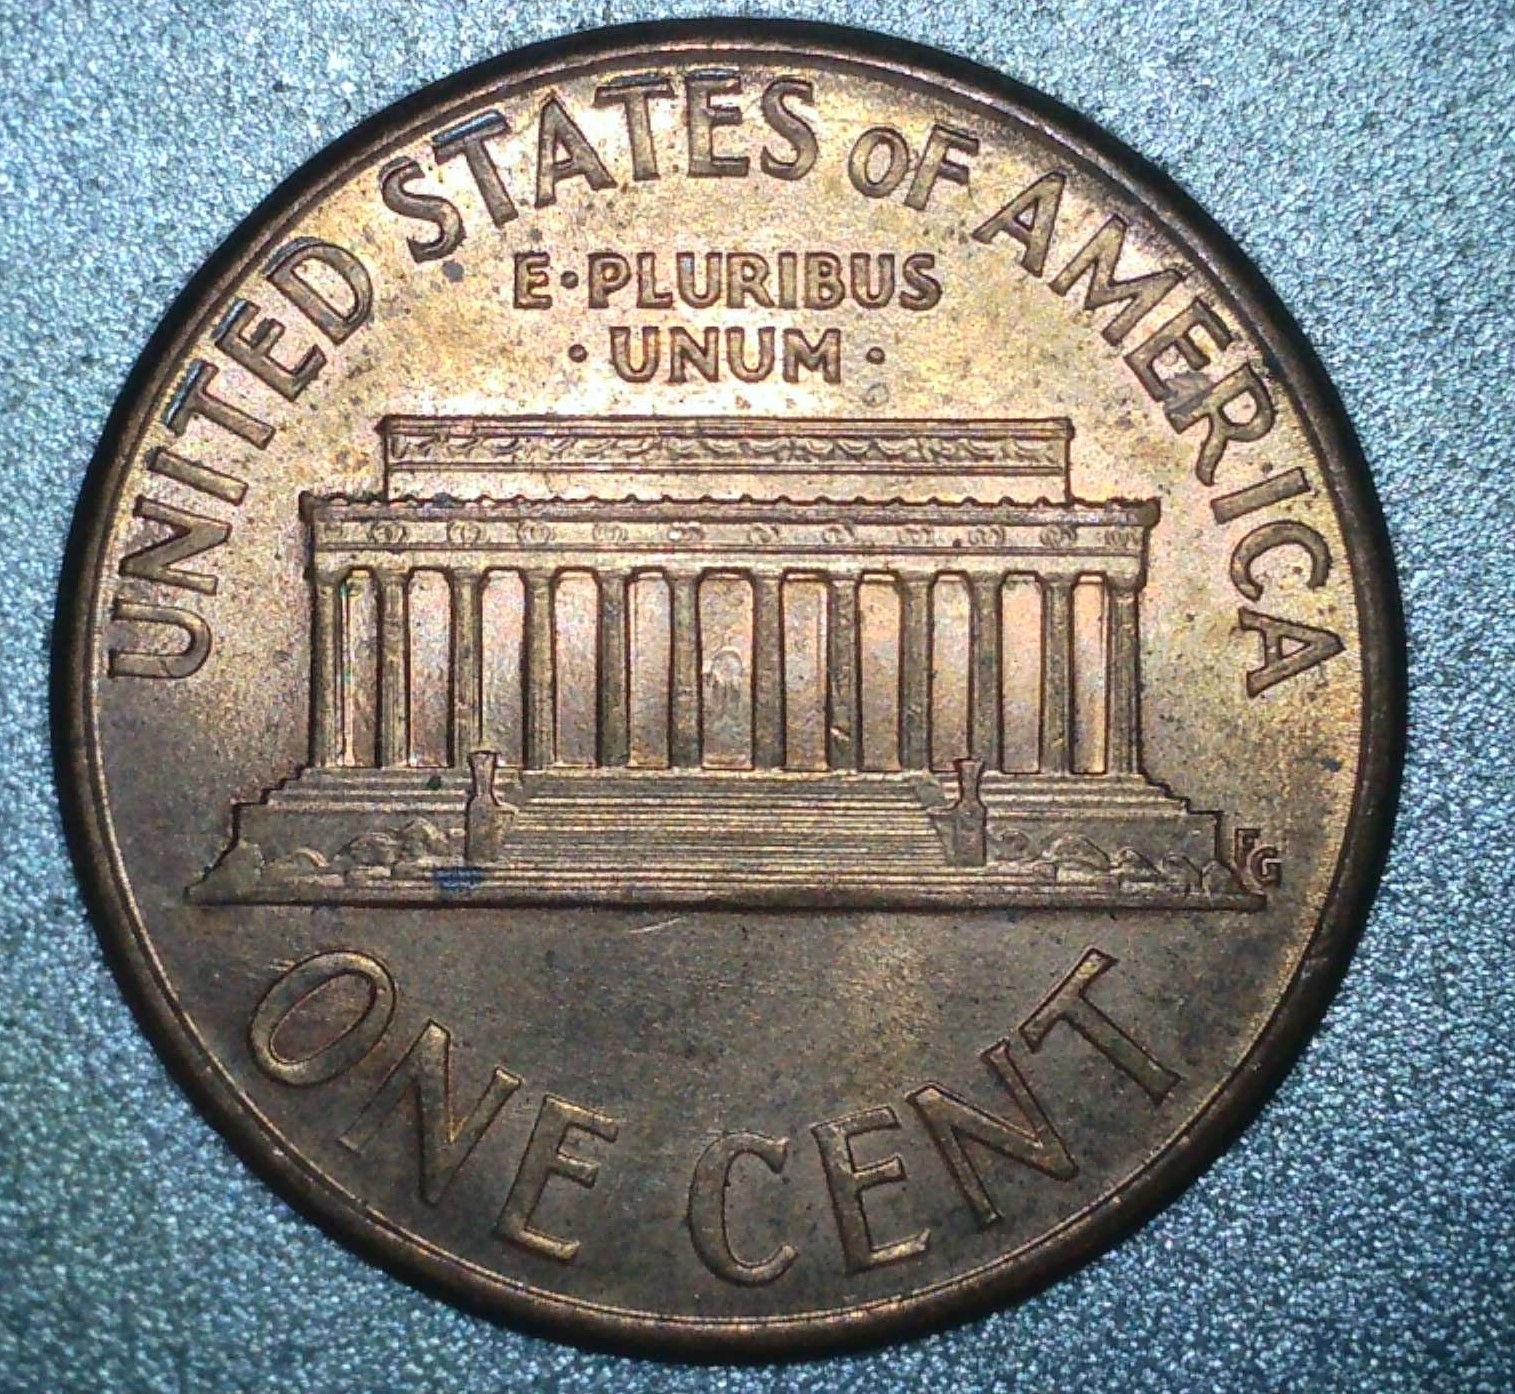 UNITED STATES OF AMERICA
E·PLURIBUS
·UNUM·
FG
ONE CENT